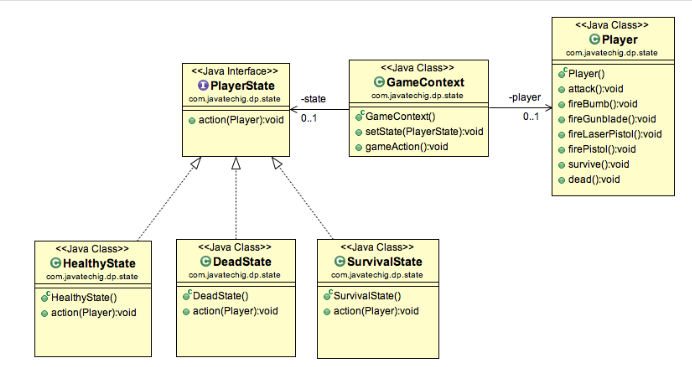 <<Java Class>>
Player
com.javatechig.dp.state
Player()
attack():void
fireBumb():void
fireGunblade():void
fireLaserPistol():void
firePistol():void
survive():void
dead():void
<<Java Interface>>
PlayerState
com.javatechig.dp.state
action(Player):void
-state
0..1
<<Java Class>>
GameContext
com.javatechig.dp.state
GameContext()
setState(PlayerState):void
gameAction():void
-player
0..1
<<Java Class>>
HealthyState
com.javatechig.dp.state
HealthyState()
action(Player):void
<<Java Class>>
DeadState
com.javatechig.dp.state
DeadState()
action(Player):void
<<Java Class>>
SurvivalState
com.javatechig.dp.state
SurvivalState()
action(Player):void